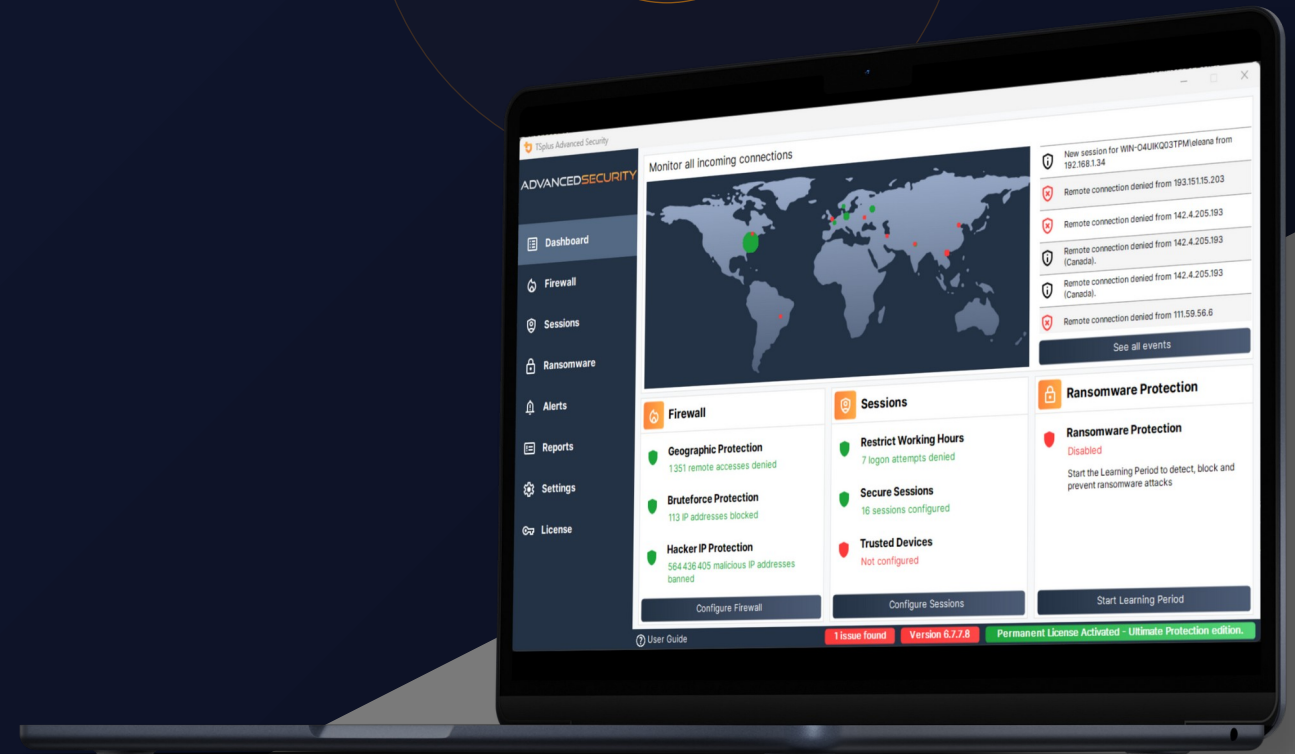 TSplus Advanced Security
ADVANCEDSECURITY
Dashboard
Firewall
Sessions
Ransomware
Alerts
Reports
Settings
License
Monitor all incoming connections
New session for WIN-O4UIKQ03TPM\eleana from
192.168.1.34
Remote connection denied from 193.151.15.203
Remote connection denied from 142.4.205.193
Remote connection denied from 142.4.205.193
(Canada).
Remote connection denied from 142.4.205.193
(Canada).
Remote connection denied from 111.59.56.6
See all events
Firewall
Geographic Protection
1 351 remote accesses denied
Bruteforce Protection
113 IP addresses blocked
Hacker IP Protection
564 436 405 malicious IP addresses
banned
Configure Firewall
Sessions
Restrict Working Hours
7 logon attempts denied
Secure Sessions
16 sessions configured
Trusted Devices
Not configured
Configure Sessions
Ransomware Protection
Ransomware Protection
Disabled
Start the Learning Period to detect, block and
prevent ransomware attacks
Start Learning Period
User Guide
1 issue found
Version 6.7.7.8
Permanent License Activated - Ultimate Protection edition.